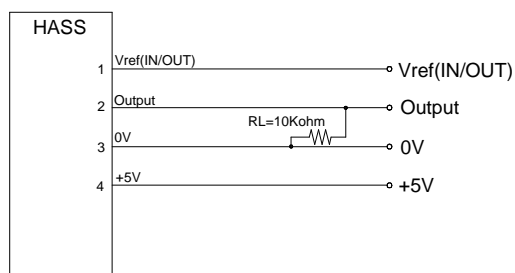 HASS
1 Vref(IN/OUT) Vref(IN/OUT)
2 Output Output
RL=10Kohm
3 0V 0V
4 +5V +5V